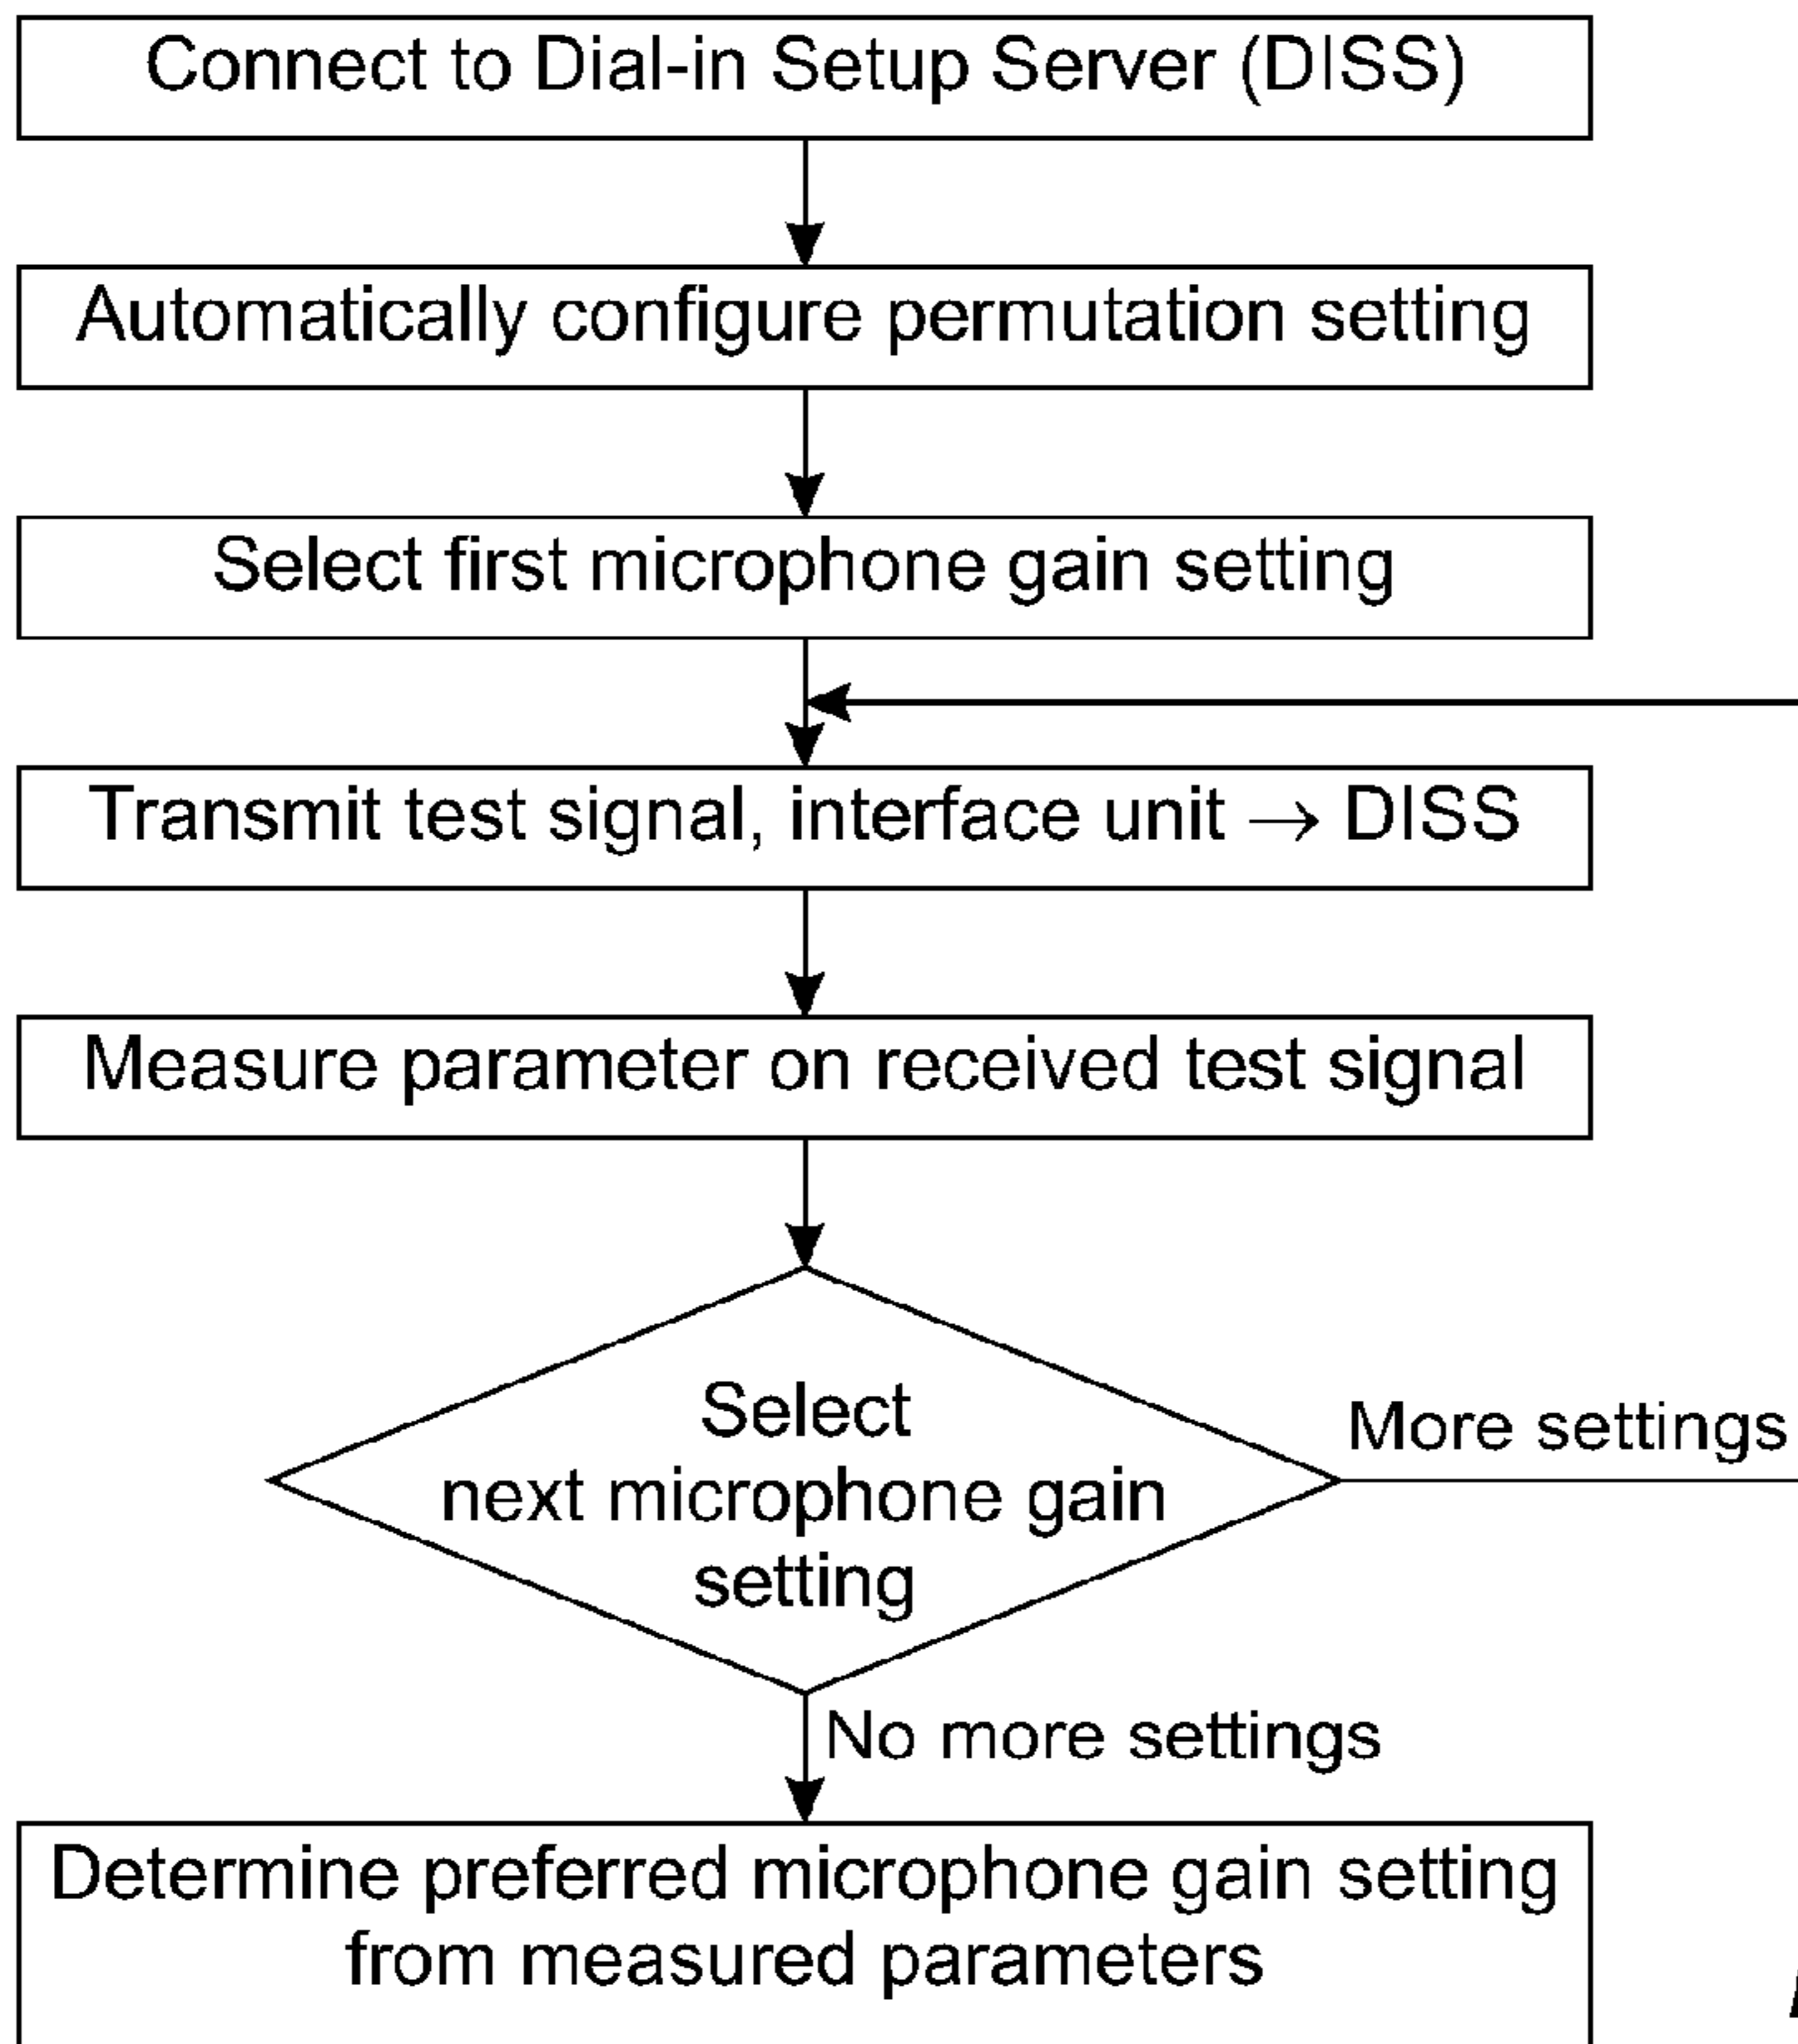 Connect to Dial-in Setup Server (DISS)
Automatically configure permutation setting
Select first microphone gain setting
Transmit test signal, interface unit → DISS
Measure parameter on received test signal
Select
next microphone gain
setting
More settings
No more settings
Determine preferred microphone gain setting
from measured parameters